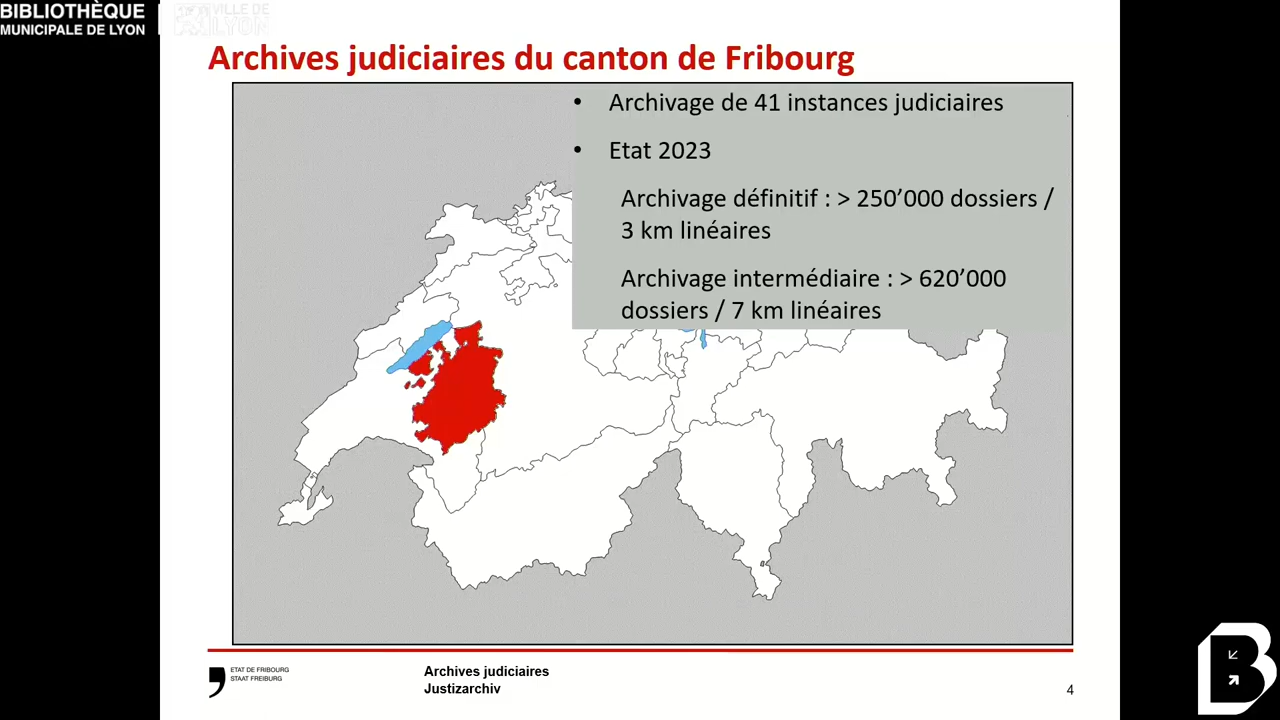 BIBLIOTHÈQUE
MUNICIPALE DE LYON
VILLE DE
LYON
Archives judiciaires du canton de Fribourg
• Archivage de 41 instances judiciaires
• Etat 2023
Archivage définitif : > 250’000 dossiers /
3 km linéaires
Archivage intermédiaire : > 620’000
dossiers / 7 km linéaires
ETAT DE FRIBOURG
STAAT FREIBURG
Archives judiciaires
Justizarchiv
4
B